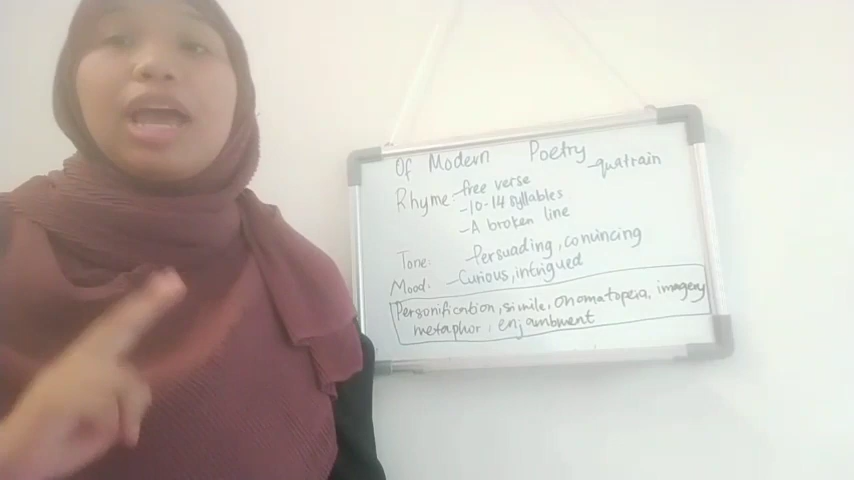 Of Modern Poetry
-quatrain
Rhyme: -free verse
-10-14 syllables
-A broken line
Tone: -Persuading, convincing
Mood: -Curious, intrigued
Personification, simile, Onomatopeia, imagery
metaphor, enjambment